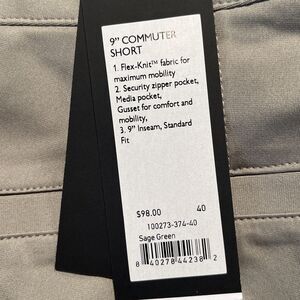 9" COMMUTER
SHORT
1. Flex-Knit™ fabric for
maximum mobility
2. Security zipper pocket,
Media pocket,
Gusset for comfort and
mobility,
3. 9" Inseam, Standard
Fit
$98.00 40
100273-374-40
Sage Green
8 40278 44238 2